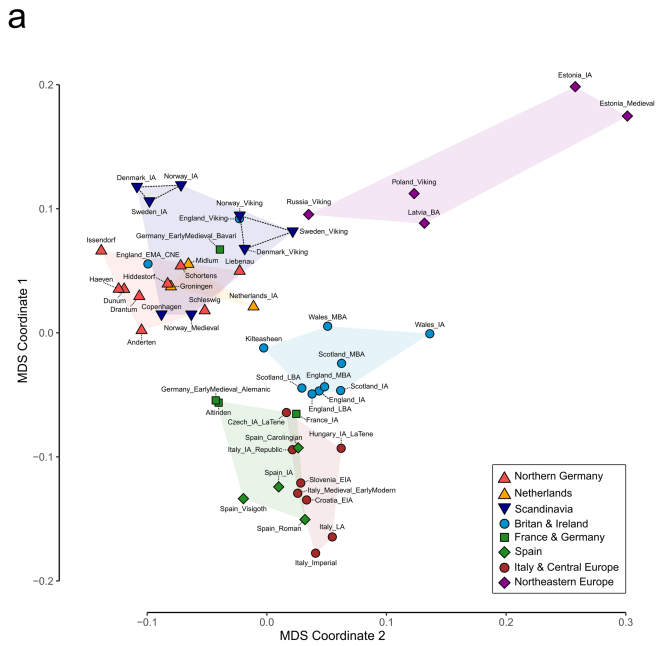 a
Estonia_IA
0.2
Estonia_Medieval
Denmark_IA
Norway_IA
Poland_Viking
Sweden_IA
Norway_Viking
Russia_Viking
0.1
England_Viking
Latvia_BA
Sweden_Viking
Germany_EarlyMedieval_Bavari
Issendorf
Denmark_Viking
England_EMA_CNE
Midlum
Liebenau
Hiddestorf
Schortens
Haeven
Groningen
Dunum
Schleswig
Netherlands_IA
Drantum
Copenhagen
Norway_Medieval
Wales_MBA
Wales_IA
0.0
Anderten
Kilteasheen
Scotland_MBA
Scotland_LBA
England_MBA
Scotland_IA
England_IA
England_LBA
Germany_EarlyMedieval_Alemanic
Altinden
Czech_IA_LaTene
France_IA
Spain_Carolingian
Hungary_IA_LaTene
Italy_IA_Republic
−0.1
Spain_IA
Slovenia_EIA
Italy_Medieval_EarlyModern
Croatia_EIA
Spain_Visigoth
Spain_Roman
Italy_LA
Italy_Imperial
−0.2
MDS Coordinate 1
Northern Germany
Netherlands
Scandinavia
Britan & Ireland
France & Germany
Spain
Italy & Central Europe
Northeastern Europe
−0.1
0.0
0.1
0.2
0.3
MDS Coordinate 2